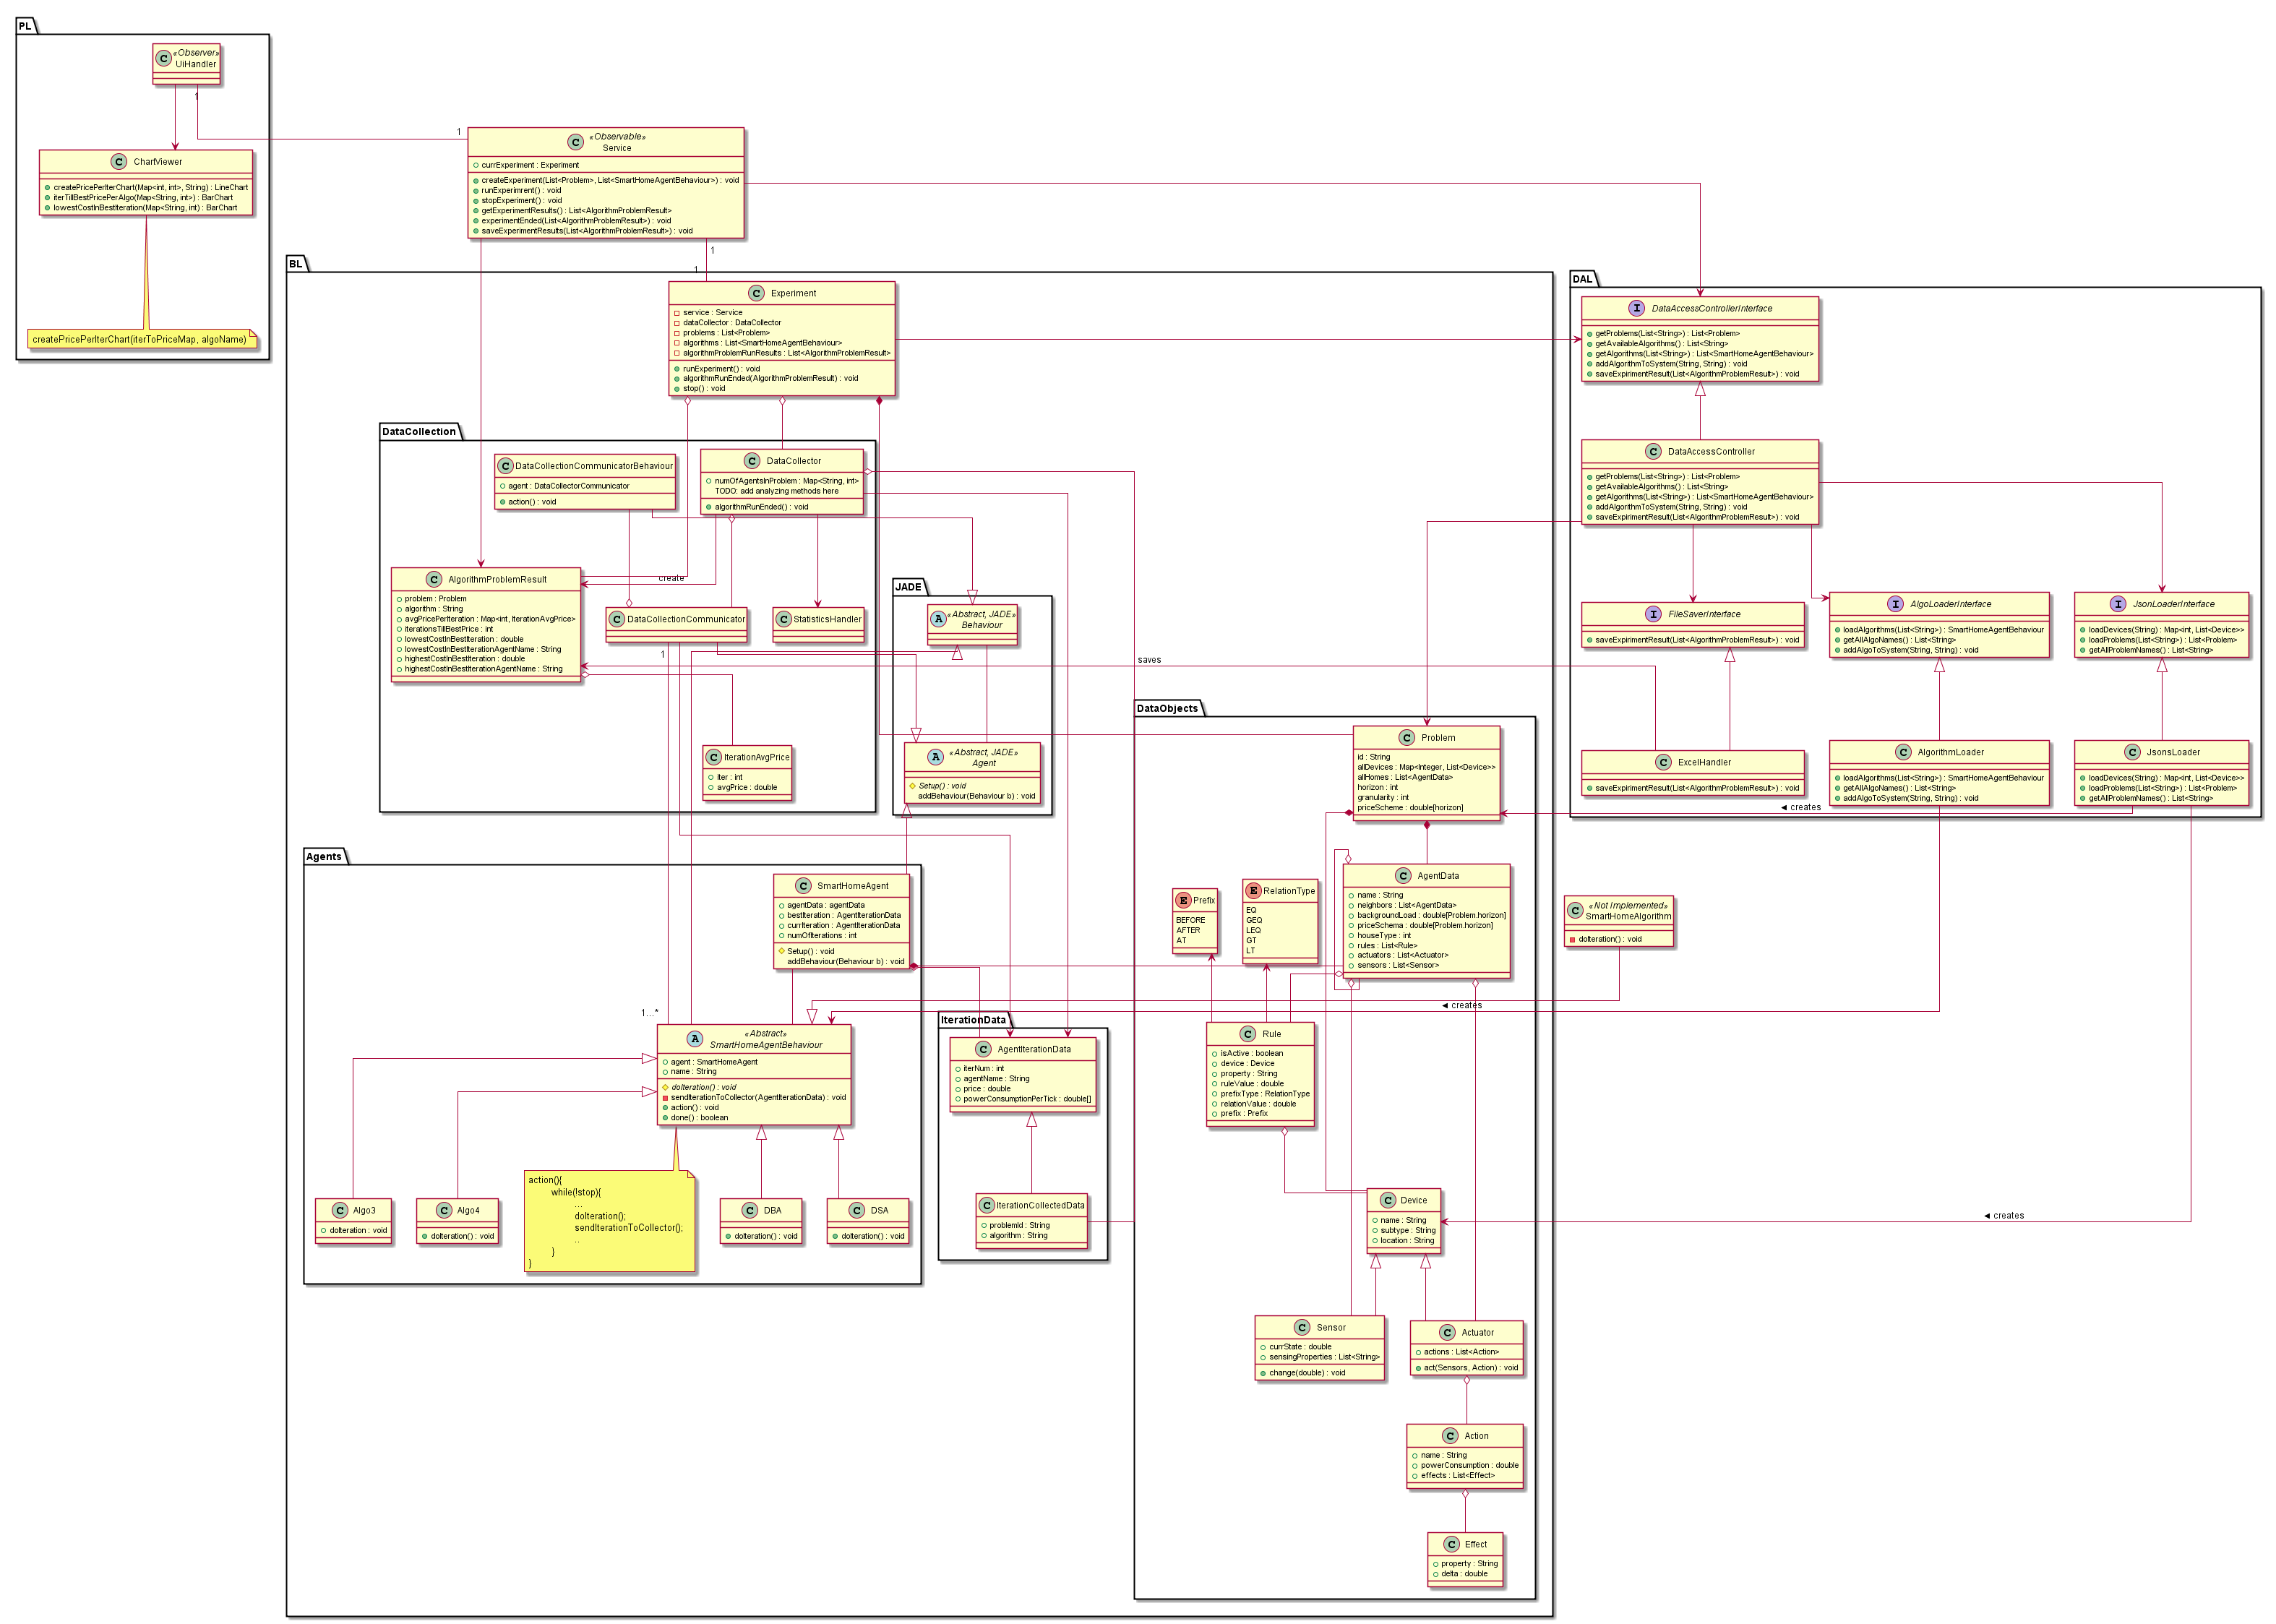 PL
«Observer»
UiHandler
1
ChartViewer
createPricePerIterChart(Map<int, int>, String) : LineChart
iterTillBestPricePerAlgo(Map<String, int>) : BarChart
lowestCostInBestIteration(Map<String, int) : BarChart
createPricePerIterChart(iterToPriceMap, algoName)
1
«Observable»
Service
currExperiment : Experiment
createExperiment(List<Problem>, List<SmartHomeAgentBehaviour>) : void
runExperimrent() : void
stopExperiment() : void
getExperimentResults() : List<AlgorithmProblemResult>
experimentEnded(List<AlgorithmProblemResult>) : void
saveExperimentResults(List<AlgorithmProblemResult>) : void
1
1
BL
Experiment
service : Service
dataCollector : DataCollector
problems : List<Problem>
algorithms : List<SmartHomeAgentBehaviour>
algorithmProblemRunResults : List<AlgorithmProblemResult>
runExperiment() : void
algorithmRunEnded(AlgorithmProblemResult) : void
stop() : void
DAL
DataAccessControllerInterface
getProblems(List<String>) : List<Problem>
getAvailableAlgorithms() : List<String>
getAlgorithms(List<String>) : List<SmartHomeAgentBehaviour>
addAlgorithmToSystem(String, String) : void
saveExpirimentResult(List<AlgorithmProblemResult>) : void
DataAccessController
getProblems(List<String>) : List<Problem>
getAvailableAlgorithms() : List<String>
getAlgorithms(List<String>) : List<SmartHomeAgentBehaviour>
addAlgorithmToSystem(String, String) : void
saveExpirimentResult(List<AlgorithmProblemResult>) : void
DataCollection
DataCollectionCommunicatorBehaviour
agent : DataCollectorCommunicator
action() : void
DataCollector
numOfAgentsInProblem : Map<String, int>
TODO: add analyzing methods here
algorithmRunEnded() : void
AlgorithmProblemResult
problem : Problem
algorithm : String
avgPricePerIteration : Map<int, IterationAvgPrice>
iterationsTillBestPrice : int
lowestCostInBestIteration : double
lowestCostInBestIterationAgentName : String
highestCostInBestIteration : double
highestCostInBestIterationAgentName : String
create
DataCollectionCommunicator
1
StatisticsHandler
IterationAvgPrice
iter : int
avgPrice : double
JADE
«Abstract, JADE»
Behaviour
«Abstract, JADE»
Agent
Setup() : void
addBehaviour(Behaviour b) : void
FileSaverInterface
saveExpirimentResult(List<AlgorithmProblemResult>) : void
AlgoLoaderInterface
loadAlgorithms(List<String>) : SmartHomeAgentBehaviour
getAllAlgoNames() : List<String>
addAlgoToSystem(String, String) : void
JsonLoaderInterface
loadDevices(String) : Map<int, List<Device>>
loadProblems(List<String>) : List<Problem>
getAllProblemNames() : List<String>
saves
ExcelHandler
saveExpirimentResult(List<AlgorithmProblemResult>) : void
AlgorithmLoader
loadAlgorithms(List<String>) : SmartHomeAgentBehaviour
getAllAlgoNames() : List<String>
addAlgoToSystem(String, String) : void
JsonsLoader
loadDevices(String) : Map<int, List<Device>>
loadProblems(List<String>) : List<Problem>
getAllProblemNames() : List<String>
◄ creates
DataObjects
Problem
id : String
allDevices : Map<Integer, List<Device>>
allHomes : List<AgentData>
horizon : int
granularity : int
priceScheme : double[horizon]
AgentData
name : String
neighbors : List<AgentData>
backgroundLoad : double[Problem.horizon]
priceSchema : double[Problem.horizon]
houseType : int
rules : List<Rule>
actuators : List<Actuator>
sensors : List<Sensor>
Prefix
BEFORE
AFTER
AT
RelationType
EQ
GEQ
LEQ
GT
LT
«Not Implemented»
SmartHomeAlgorithm
doIteration() : void
◄ creates
Agents
SmartHomeAgent
agentData : agentData
bestIteration : AgentIterationData
currIteration : AgentIterationData
numOfIterations : int
Setup() : void
addBehaviour(Behaviour b) : void
1...*
«Abstract»
SmartHomeAgentBehaviour
agent : SmartHomeAgent
name : String
doIteration() : void
sendIterationToCollector(AgentIterationData) : void
action() : void
done() : boolean
IterationData
AgentIterationData
iterNum : int
agentName : String
price : double
powerConsumptionPerTick : double[]
IterationCollectedData
problemId : String
algorithm : String
Rule
isActive : boolean
device : Device
property : String
ruleValue : double
prefixType : RelationType
relationValue : double
prefix : Prefix
Algo3
doIteration : void
Algo4
doIteration() : void
action(){
while(!stop){
...
doIteration();
sendIterationToCollector();
..
}
}
DBA
doIteration() : void
DSA
doIteration() : void
Device
name : String
subtype : String
location : String
◄ creates
Sensor
currState : double
sensingProperties : List<String>
change(double) : void
Actuator
actions : List<Action>
act(Sensors, Action) : void
Action
name : String
powerConsumption : double
effects : List<Effect>
Effect
property : String
delta : double